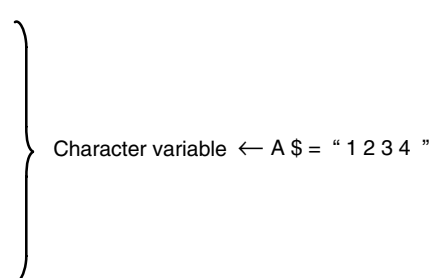 Character variable ← A $ = “ 1 2 3 4 ”